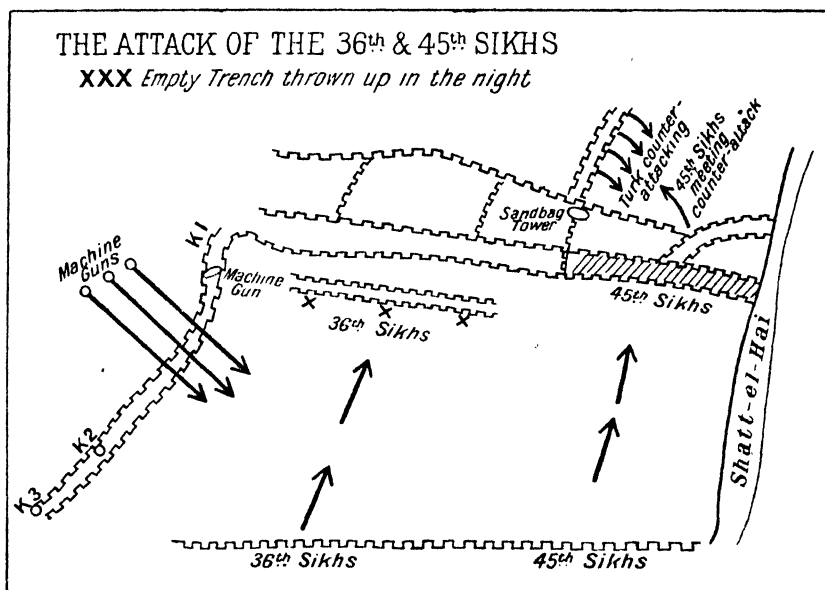 THE ATTACK OF THE 36th & 45th SIKHS
XXX Empty Trench thrown up in the night
Turk counter-
attacking
45th Sikhs
meeting
counter-attack
Sandbag
Tower
K1
Machine
Guns
Machine
Gun
36th Sikhs
45th Sikhs
K2
K3
Shatt-el-Hai
36th Sikhs
45th Sikhs